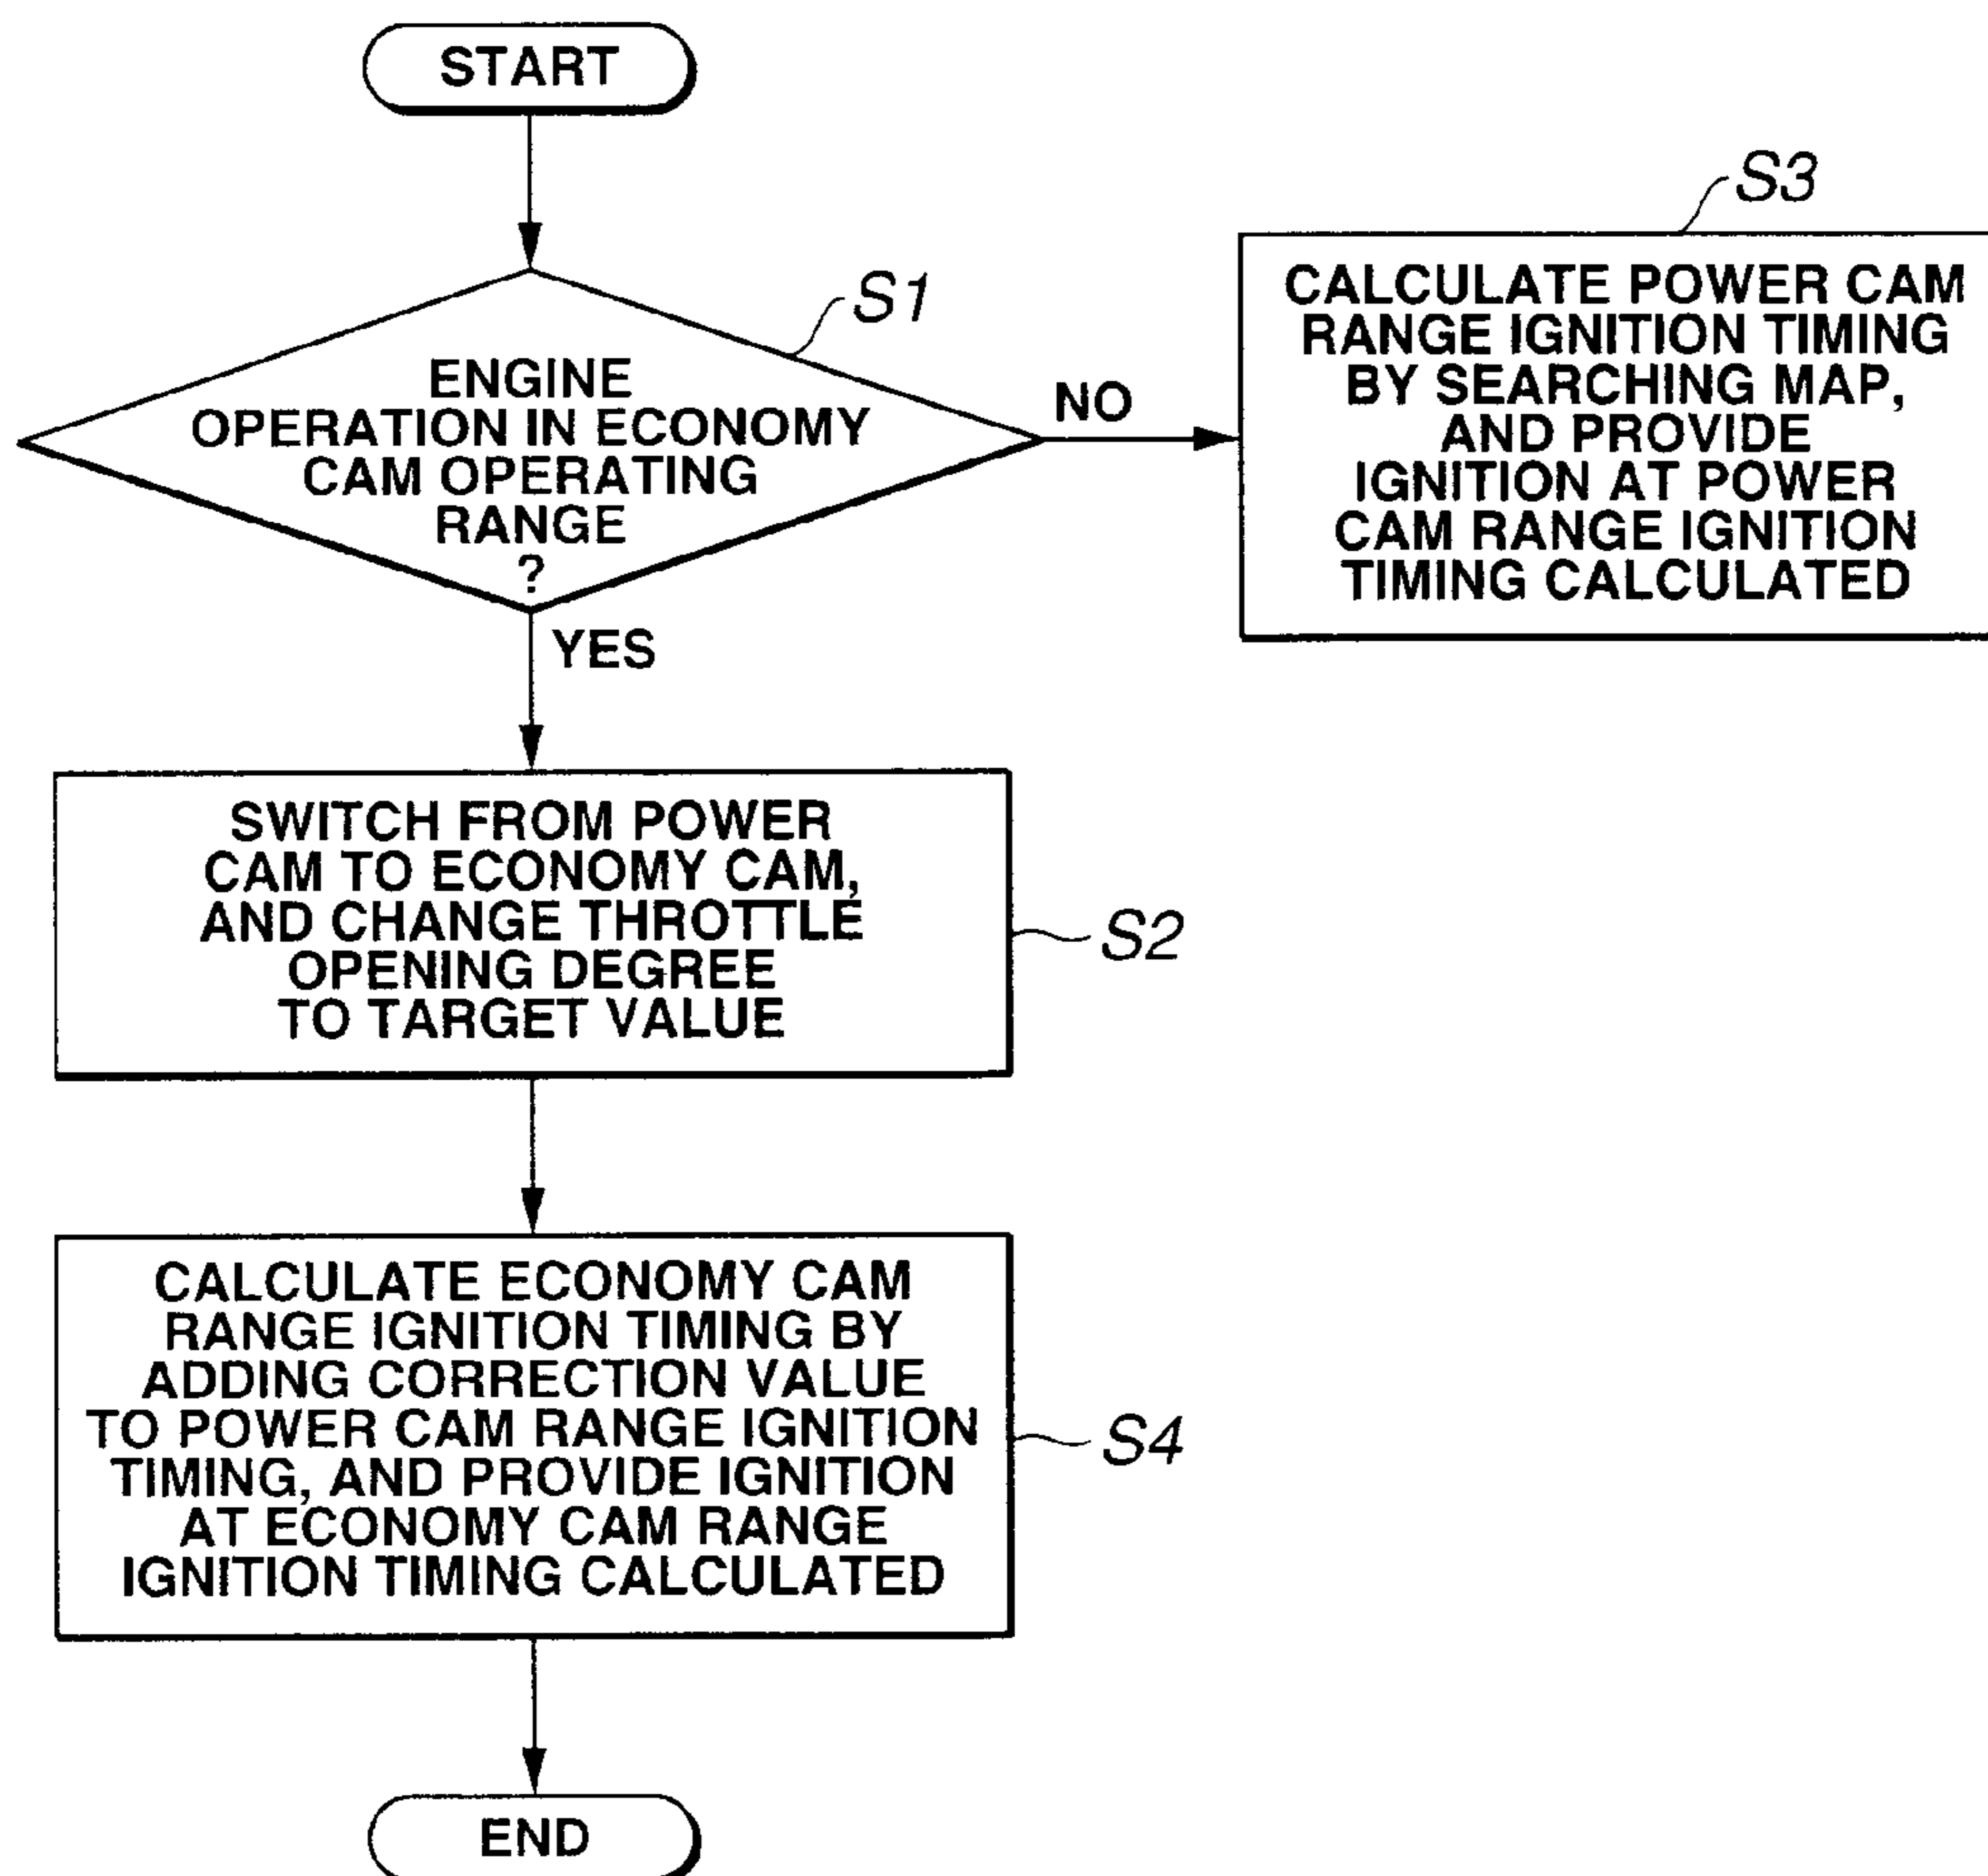 START
S1
ENGINE
OPERATION IN ECONOMY
CAM OPERATING
RANGE
?
NO
YES
S3
CALCULATE POWER CAM
RANGE IGNITION TIMING
BY SEARCHING MAP,
AND PROVIDE
IGNITION AT POWER
CAM RANGE IGNITION
TIMING CALCULATED
SWITCH FROM POWER
CAM TO ECONOMY CAM,
AND CHANGE THROTTLE
OPENING DEGREE
TO TARGET VALUE
S2
CALCULATE ECONOMY CAM
RANGE IGNITION TIMING BY
ADDING CORRECTION VALUE
TO POWER CAM RANGE IGNITION
TIMING, AND PROVIDE IGNITION
AT ECONOMY CAM RANGE
IGNITION TIMING CALCULATED
S4
END